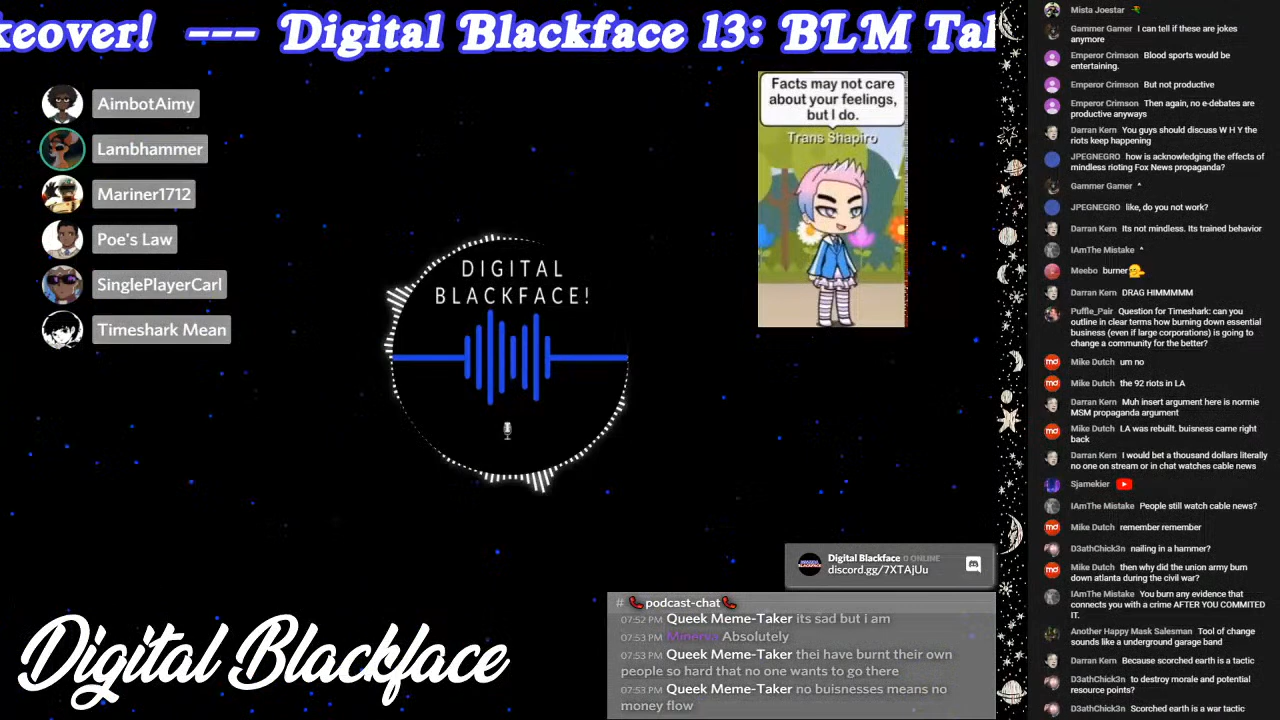 keover! --- Digital Blackface 13: BLM Tak
AimbotAimy
Lambhammer
Mariner1712
Poe's Law
SinglePlayerCarl
Timeshark Mean
DIGITAL
BLACKFACE!
Facts may not care
about your feelings,
but I do.
Trans Shapiro
Digital Blackface 0 ONLINE
discord.gg/7XTAjUu
# podcast-chat
07:52 PM Queek Meme-Taker its sad but i am
07:53 PM Minerva Absolutely
07:53 PM Queek Meme-Taker thei have burnt their own
people so hard that no one wants to go there
07:53 PM Queek Meme-Taker no buisnesses means no
money flow
Digital Blackface
Mista Joestar
Gammer Gamer I can tell if these are jokes
anymore
Emperor Crimson Blood sports would be
entertaining.
Emperor Crimson But not productive
Emperor Crimson Then again, no e-debates are
productive anyways
Darran Kern You guys should discuss W H Y the
riots keep happening
JPEGNEGRO how is acknowledging the effects of
mindless rioting Fox News propaganda?
Gammer Gamer ^
JPEGNEGRO like, do you not work?
Darran Kern Its not mindless. Its trained behavior
IAmThe Mistake ^
Meebo burner
Darran Kern DRAG HIMMMMM
Puffle_Pair Question for Timeshark: can you
outline in clear terms how burning down essential
business (even if large corporations) is going to
change a community for the better?
Mike Dutch um no
Mike Dutch the 92 riots in LA
Darran Kern Muh insert argument here is normie
MSM propaganda argument
Mike Dutch LA was rebuilt. buisness came right
back
Darran Kern I would bet a thousand dollars literally
no one on stream or in chat watches cable news
Sjamekier
IAmThe Mistake People still watch cable news?
Mike Dutch remember remember
D3athChick3n nailing in a hammer?
Mike Dutch then why did the union army burn
down atlanta during the civil war?
IAmThe Mistake You burn any evidence that
connects you with a crime AFTER YOU COMMITED
IT.
Another Happy Mask Salesman Tool of change
sounds like a underground garage band
Darran Kern Because scorched earth is a tactic
D3athChick3n to destroy morale and potential
resource points?
D3athChick3n Scorched earth is a war tactic